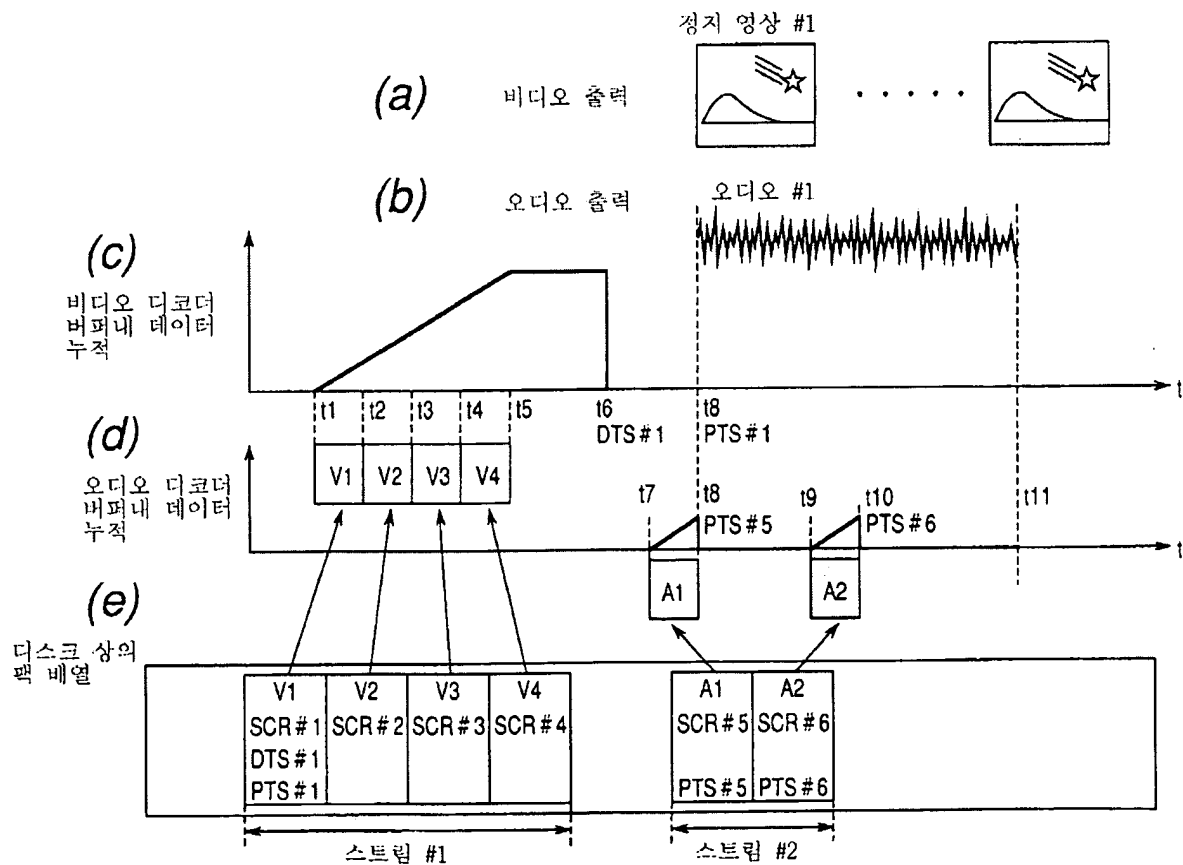 정지 영상 #1
(a) 비디오 출력
(b) 오디오 출력 오디오 #1
(c)
비디오 디코더
버퍼내 데이터
누적
t
t1 t2 t3 t4 t5 t6 t8
DTS#1 PTS#1
(d)
V1 V2 V3 V4
오디오 디코더
버퍼내 데이터
누적
t7 t8 t9 t10 t11
PTS#5 PTS#6
t
A1 A2
(e)
디스크 상의
팩 배열
V1 V2 V3 V4 A1 A2
SCR#1 SCR#2 SCR#3 SCR#4 SCR#5 SCR#6
DTS#1
PTS#1 PTS#5 PTS#6
스트림 #1 스트림 #2